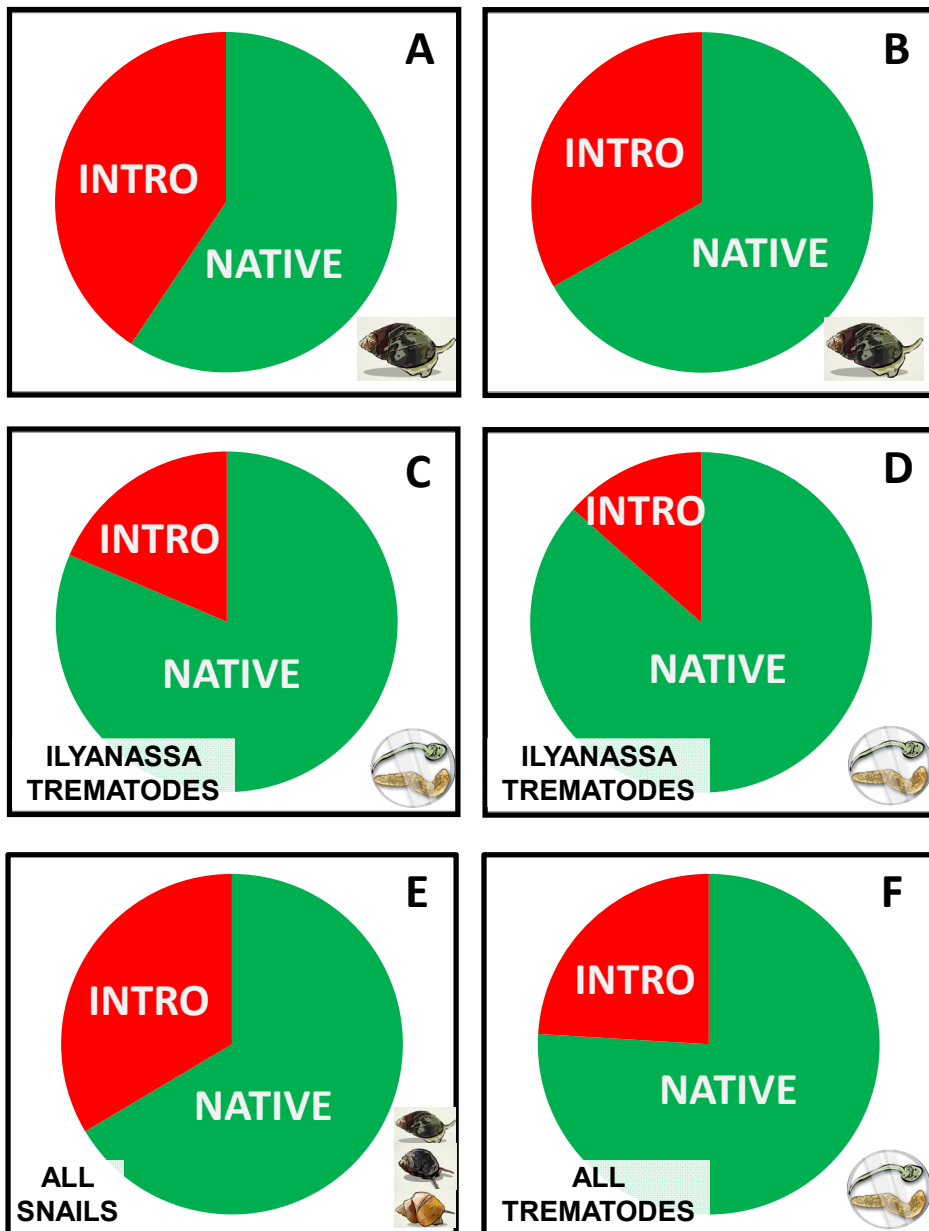 A
INTRO
NATIVE
B
INTRO
NATIVE
C
INTRO
NATIVE
ILYANASSA
TREMATODES
D
INTRO
NATIVE
ILYANASSA
TREMATODES
E
INTRO
NATIVE
ALL
SNAILS
F
INTRO
NATIVE
ALL
TREMATODES